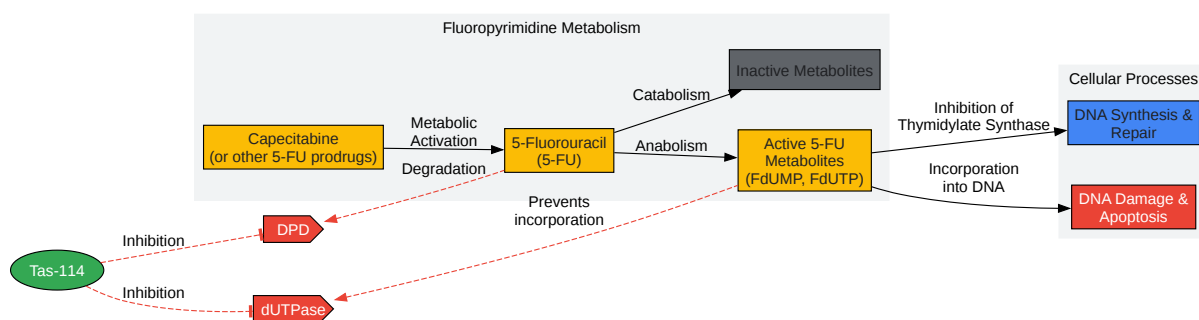 Fluoropyrimidine Metabolism
Inactive Metabolites
Cellular Processes
Catabolism
Metabolic
Activation
Capecitabine
(or other 5-FU prodrugs)
5-Fluorouracil
(5-FU)
Anabolism
Active 5-FU
Metabolites
(FdUMP, FdUTP)
Inhibition of
Thymidylate Synthase
DNA Synthesis &
Repair
Degradation
Incorporation
into DNA
DNA Damage &
Apoptosis
Prevents
incorporation
DPD
Inhibition
Tas-114
Inhibition
dUTPase